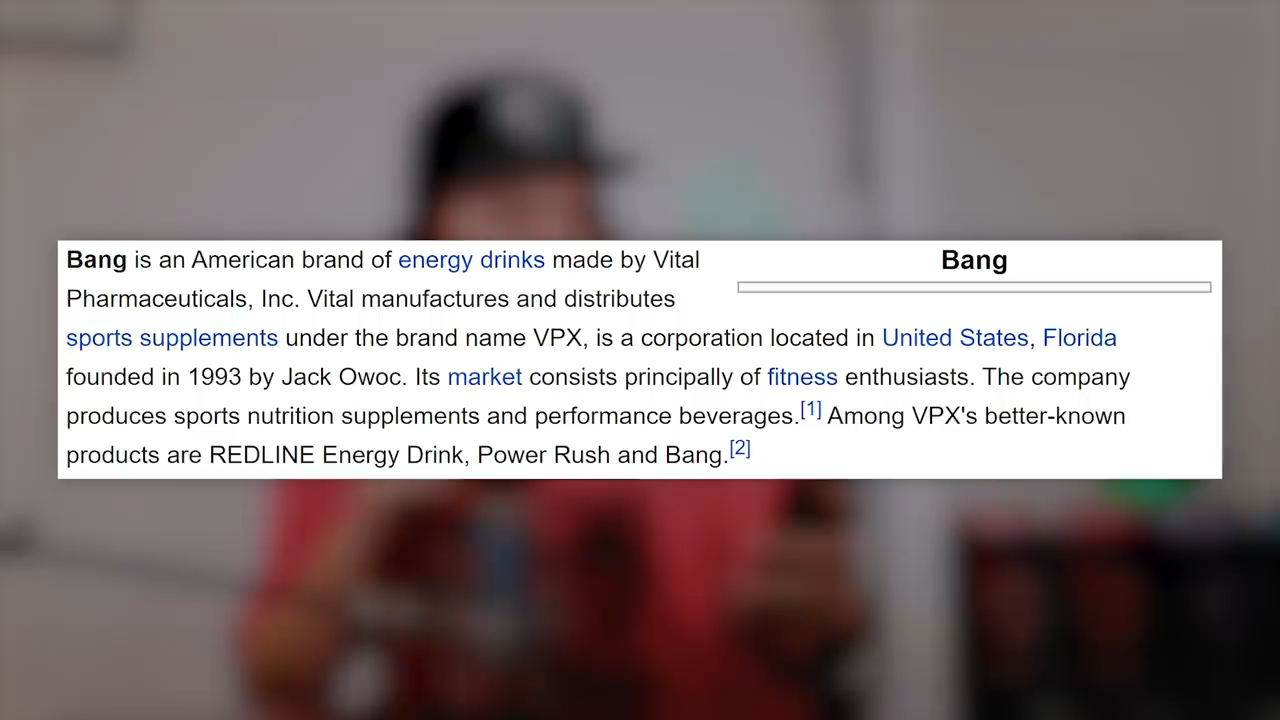 Bang is an American brand of energy drinks made by Vital
Bang
Pharmaceuticals, Inc. Vital manufactures and distributes
sports supplements under the brand name VPX, is a corporation located in United States, Florida
founded in 1993 by Jack Owoc. Its market consists principally of fitness enthusiasts. The company
produces sports nutrition supplements and performance beverages.[1] Among VPX's better-known
products are REDLINE Energy Drink, Power Rush and Bang.[2]